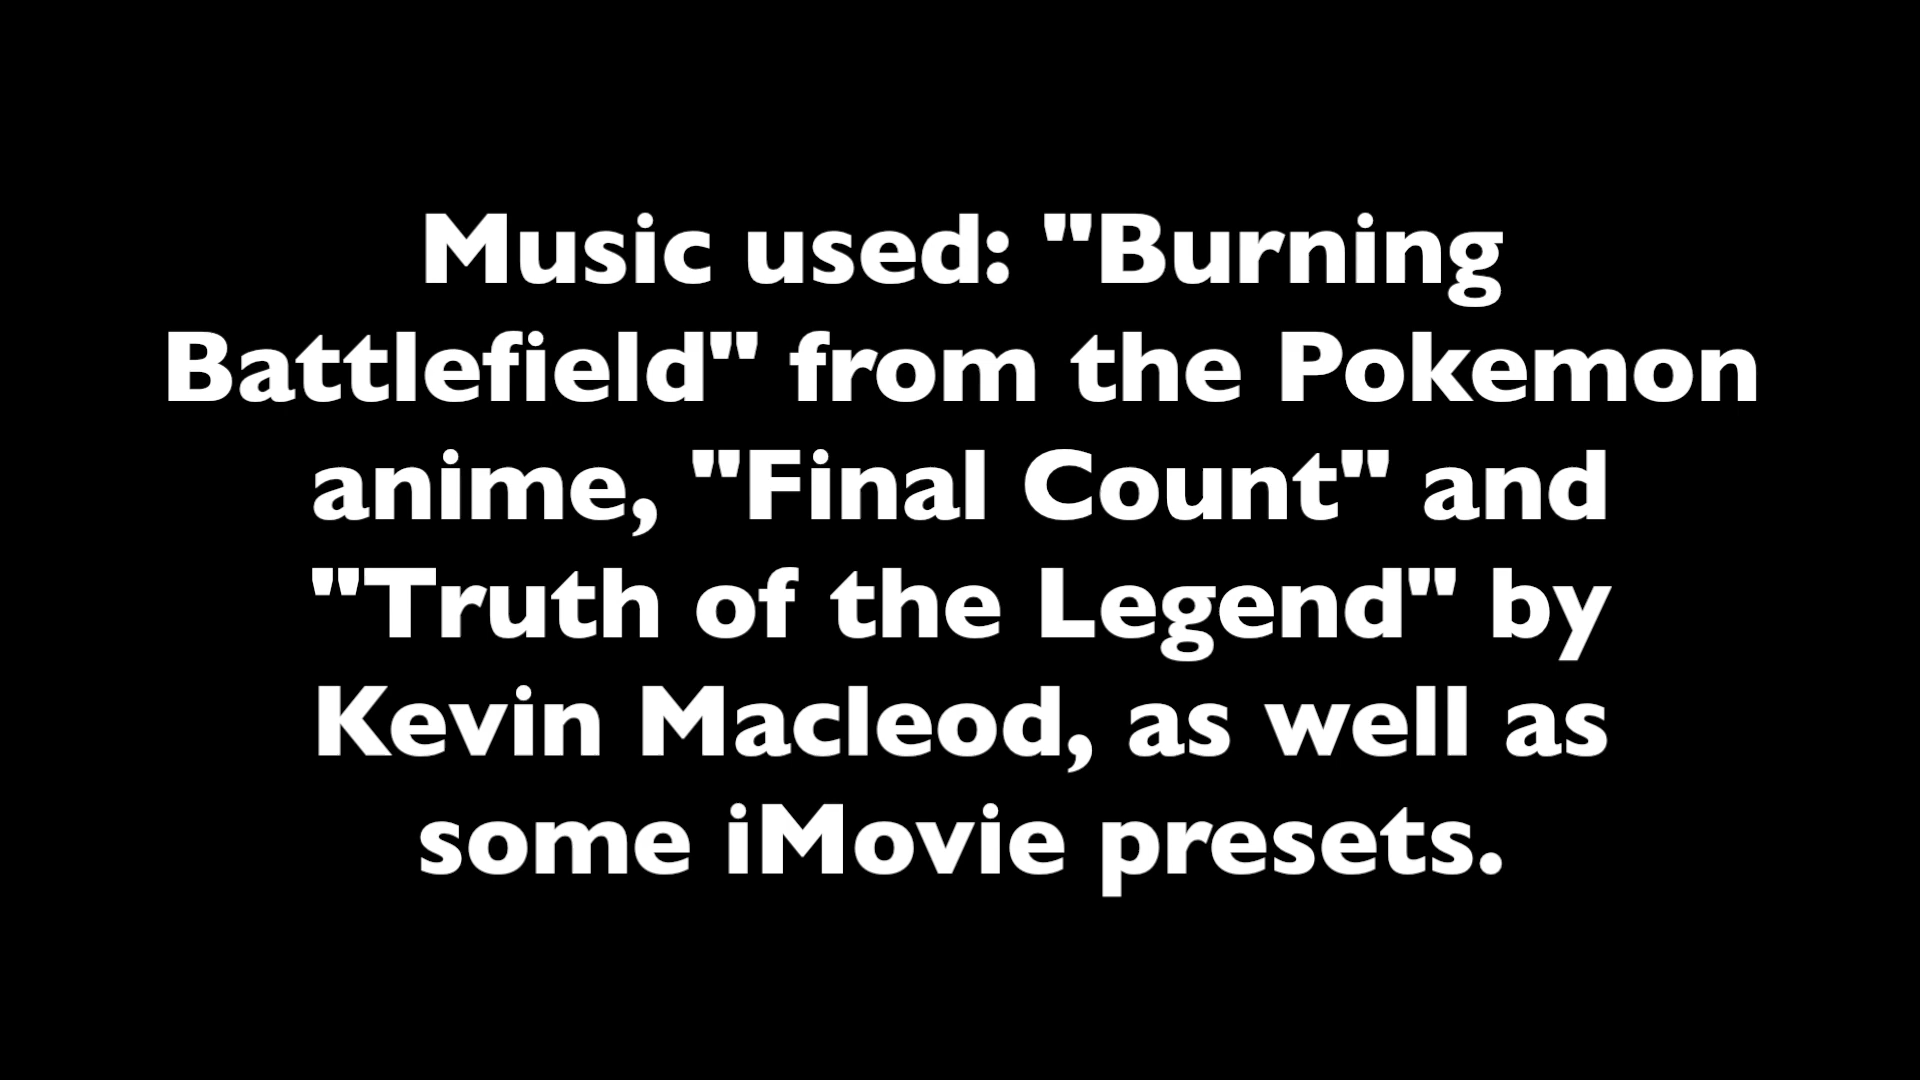 Music used: "Burning
Battlefield" from the Pokemon
anime, "Final Count" and
"Truth of the Legend" by
Kevin Macleod, as well as
some iMovie presets.